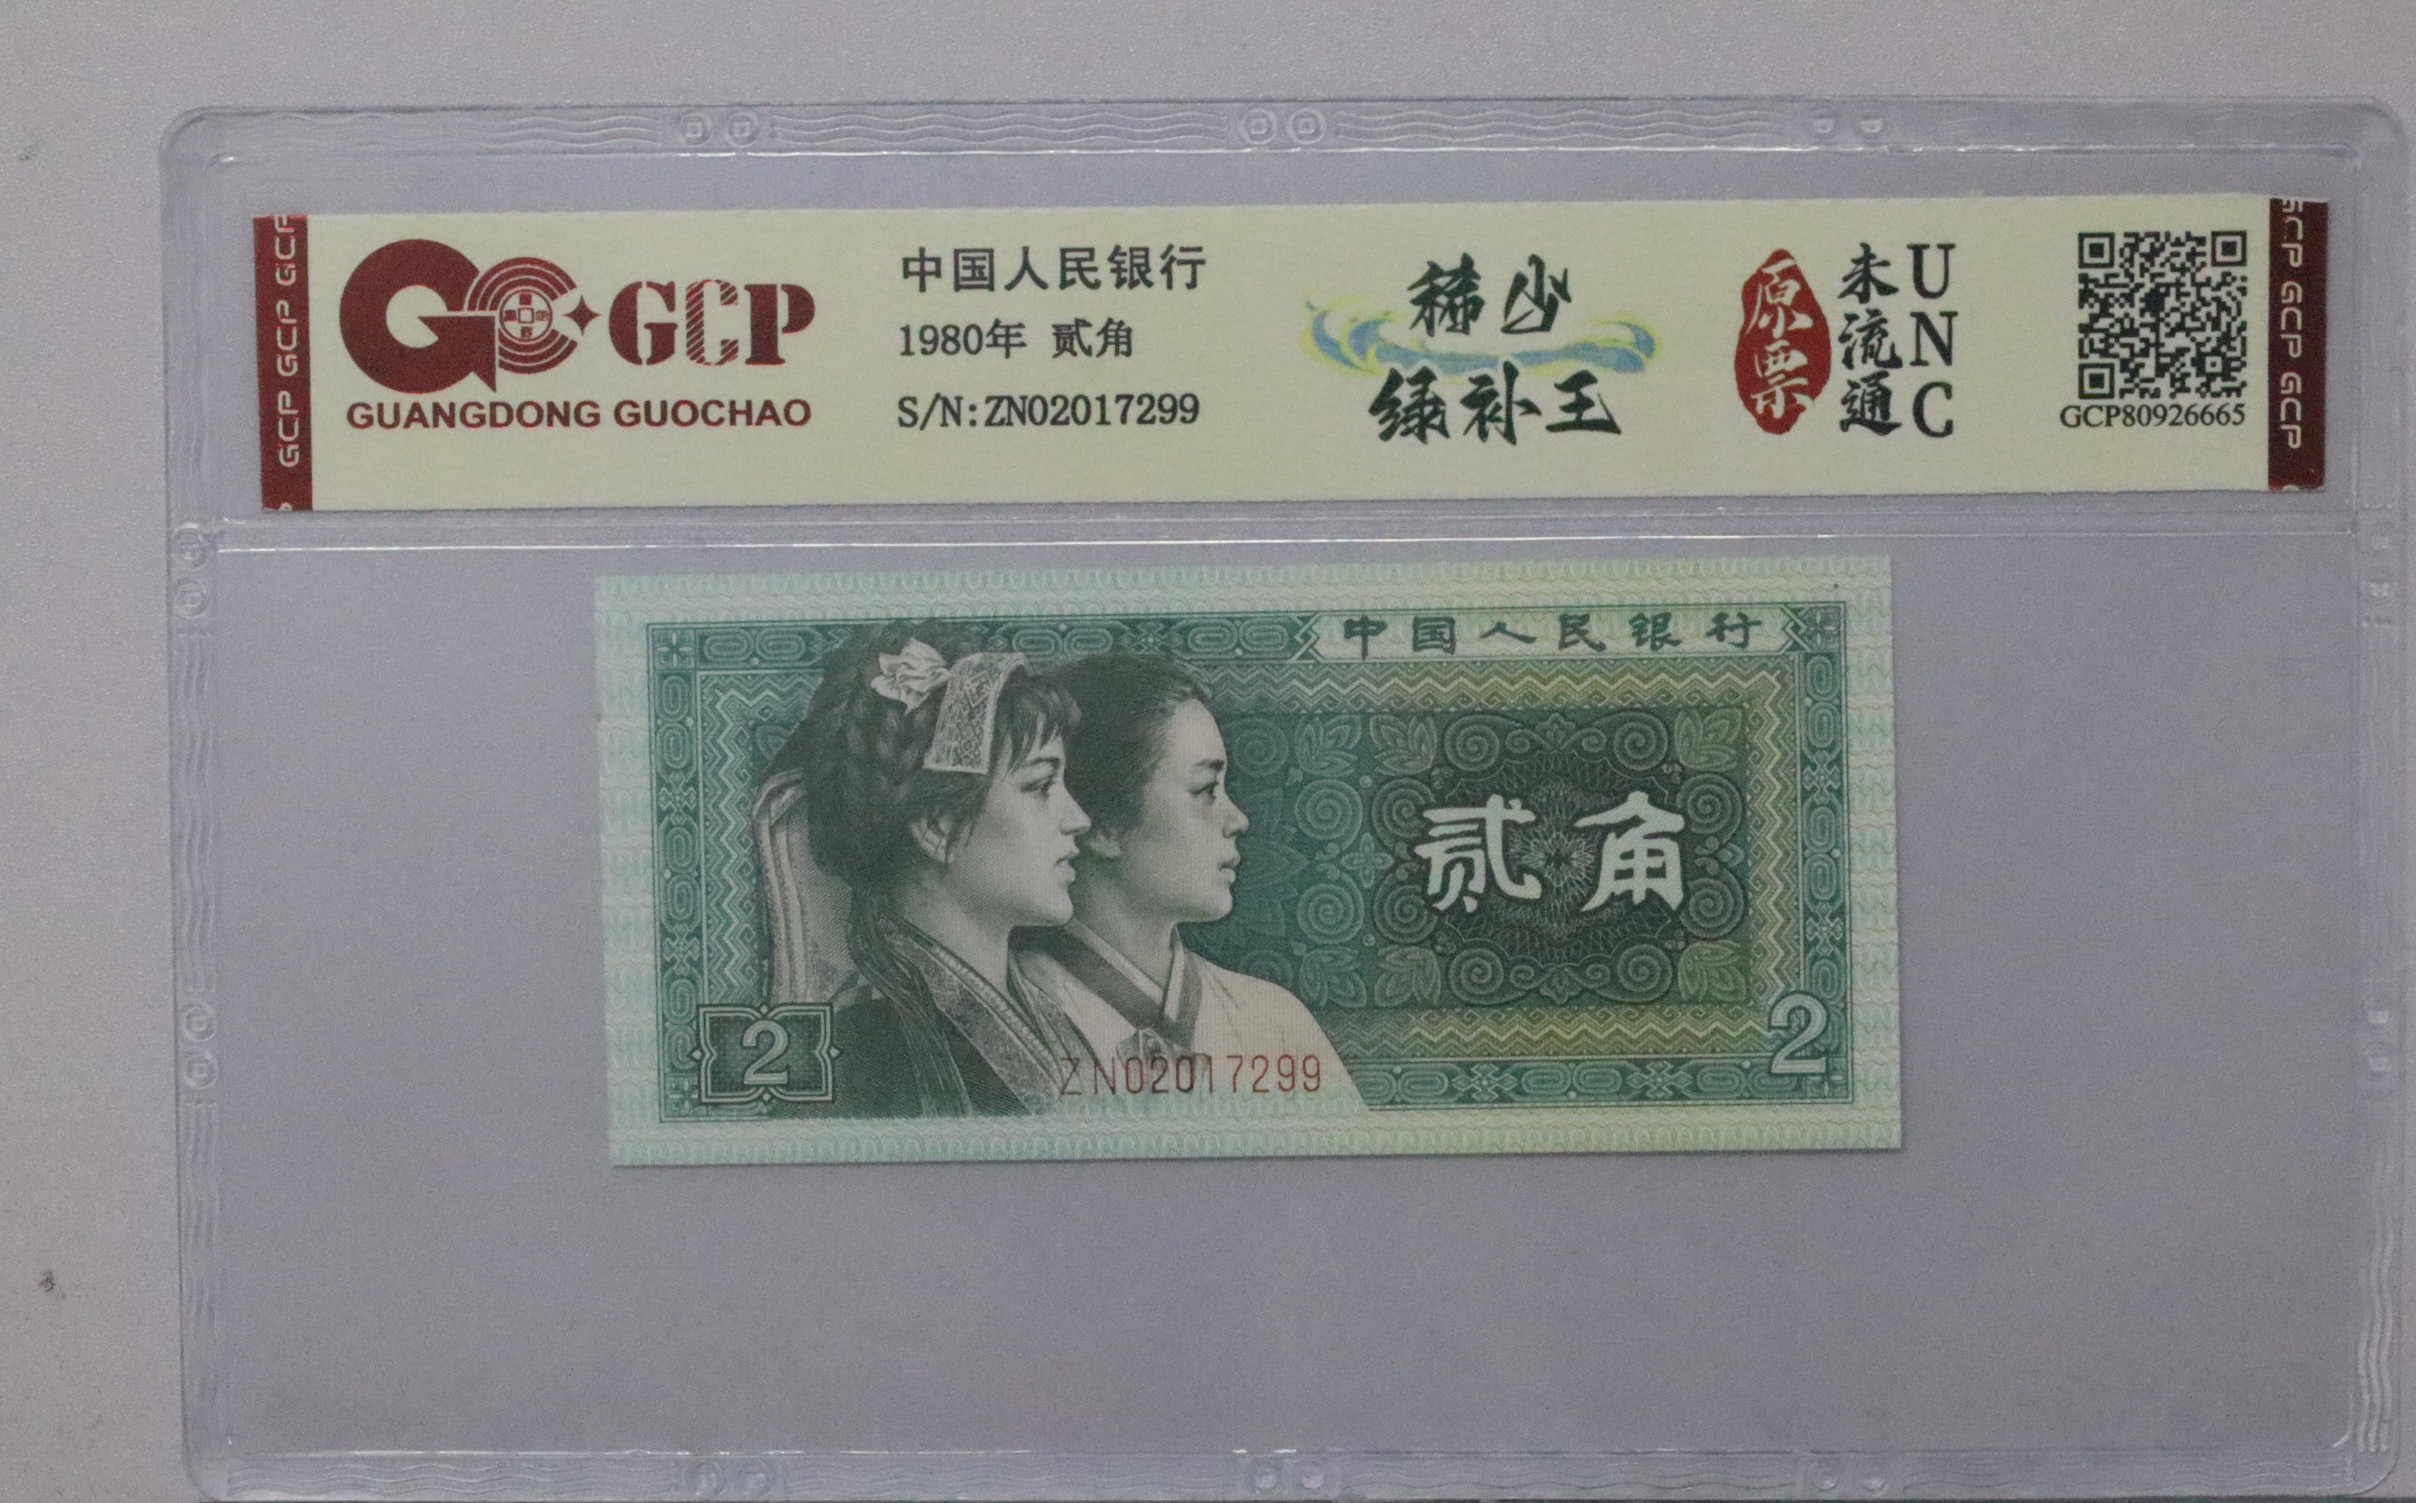 GCP GCP GCP
GCP
GUANGDONG GUOCHAO
中国人民银行
1980年 贰角
S/N:ZN02017299
稀少
绿补王
原票
未流通
UNC
GCP80926665
GCP GCP GCP
中国人民银行
贰角
2
ZN02017299
2